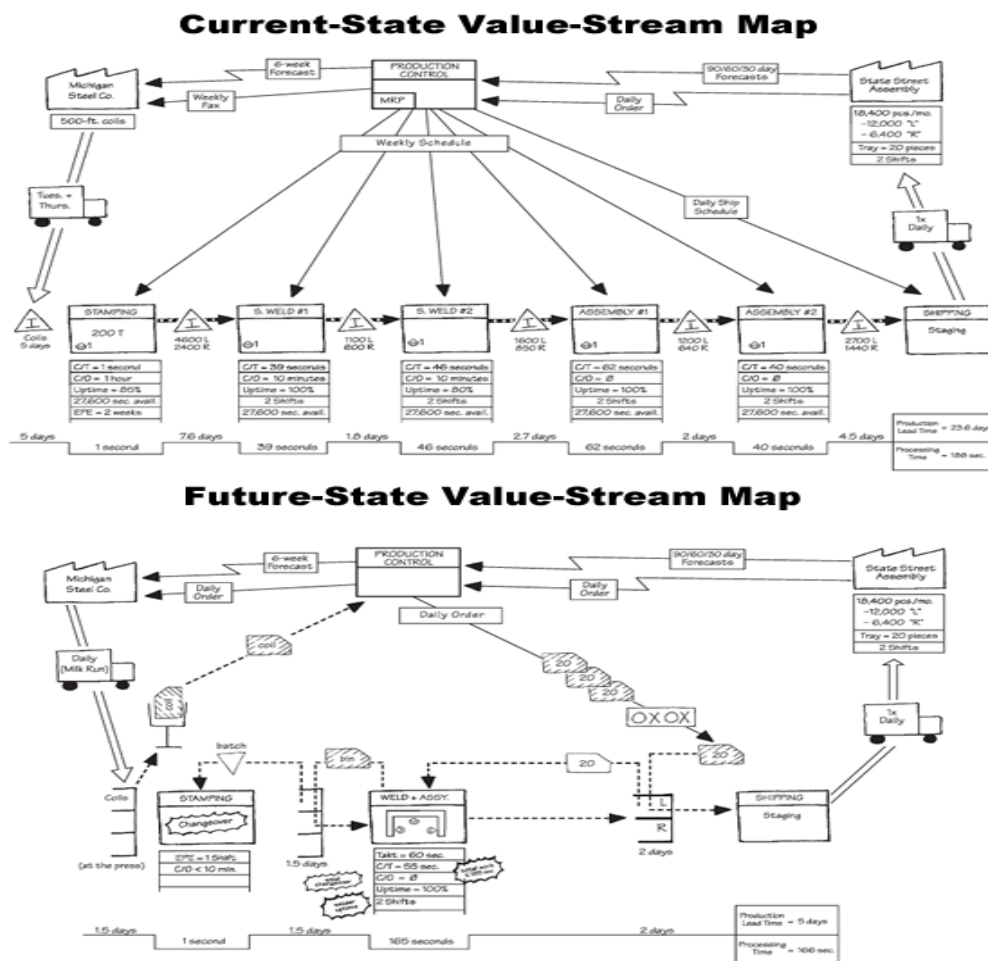 Current-State Value-Stream Map
Michigan
Steel Co.
500-ft. coils
6-week
Forecast
Weekly
Fax
PRODUCTION
CONTROL
MRP
90/60/30 day
Forecasts
Daily
Order
State Street
Assembly
18,400 pcs./mo.
-12,000 "L"
- 6,400 "R"
Tray = 20 pieces
2 Shifts
Weekly Schedule
Tues. +
Thurs.
Daily Ship
Schedule
1x
Daily
I
Coils
5 days
STAMPING
200 T
1
C/T = 1 second
C/O = 1 hour
Uptime = 85%
27,600 sec. avail.
EPE = 2 weeks
I
4600 L
2400 R
S. WELD #1
1
C/T = 39 seconds
C/O = 10 minutes
Uptime = 100%
2 Shifts
27,600 sec. avail.
I
1100 L
600 R
S. WELD #2
1
C/T = 46 seconds
C/O = 10 minutes
Uptime = 80%
2 Shifts
27,600 sec. avail.
I
1600 L
850 R
ASSEMBLY #1
1
C/T = 62 seconds
C/O = Ø
Uptime = 100%
2 Shifts
27,600 sec. avail.
I
1200 L
640 R
ASSEMBLY #2
1
C/T = 40 seconds
C/O = Ø
Uptime = 100%
2 Shifts
27,600 sec. avail.
I
2700 L
1440 R
SHIPPING
Staging
5 days
1 second
7.6 days
39 seconds
1.8 days
46 seconds
2.7 days
62 seconds
2 days
40 seconds
4.5 days
Production
Lead Time = 23.6 days
Processing
Time = 188 sec.
Future-State Value-Stream Map
Michigan
Steel Co.
6-week
Forecast
Daily
Order
PRODUCTION
CONTROL
90/60/30 day
Forecasts
Daily
Order
State Street
Assembly
18,400 pcs./mo.
-12,000 "L"
- 6,400 "R"
Tray = 20 pieces
2 Shifts
Daily Order
Daily
(Milk Run)
coil
coil
20
20
20
OXOX
20
1x
Daily
batch
bin
20
Coils
(at the press)
STAMPING
Changeover
EPE = 1 Shift
C/O < 10 min.
1.5 days
WELD + ASSY.
Takt = 60 sec.
C/T = 55 sec.
C/O = Ø
Uptime = 100%
2 Shifts
changeover
uptime
L
R
2 days
SHIPPING
Staging
1.5 days
1 second
1.5 days
165 seconds
2 days
Production
Lead Time = 5 days
Processing
Time = 166 sec.